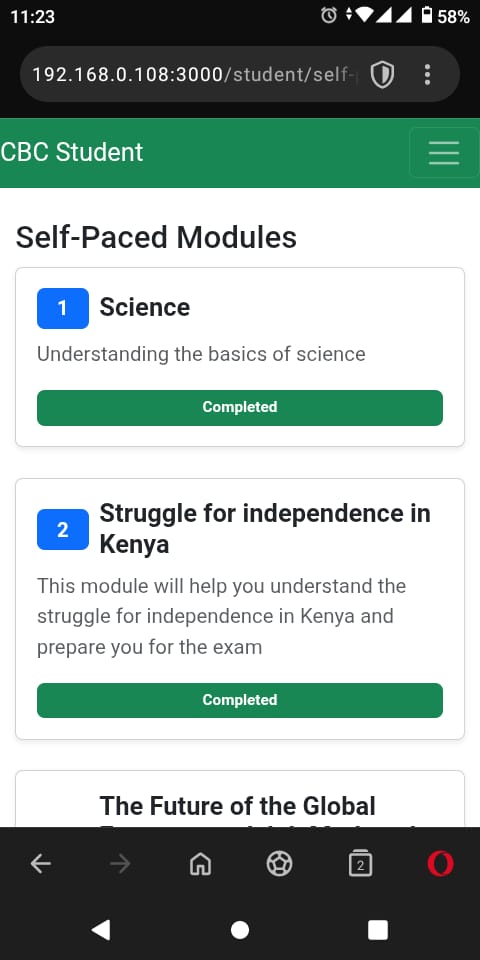 11:23
58%
192.168.0.108:3000/student/self-
CBC Student
Self-Paced Modules
1
Science
Understanding the basics of science
Completed
2
Struggle for independence in
Kenya
This module will help you understand the
struggle for independence in Kenya and
prepare you for the exam
Completed
The Future of the Global
2